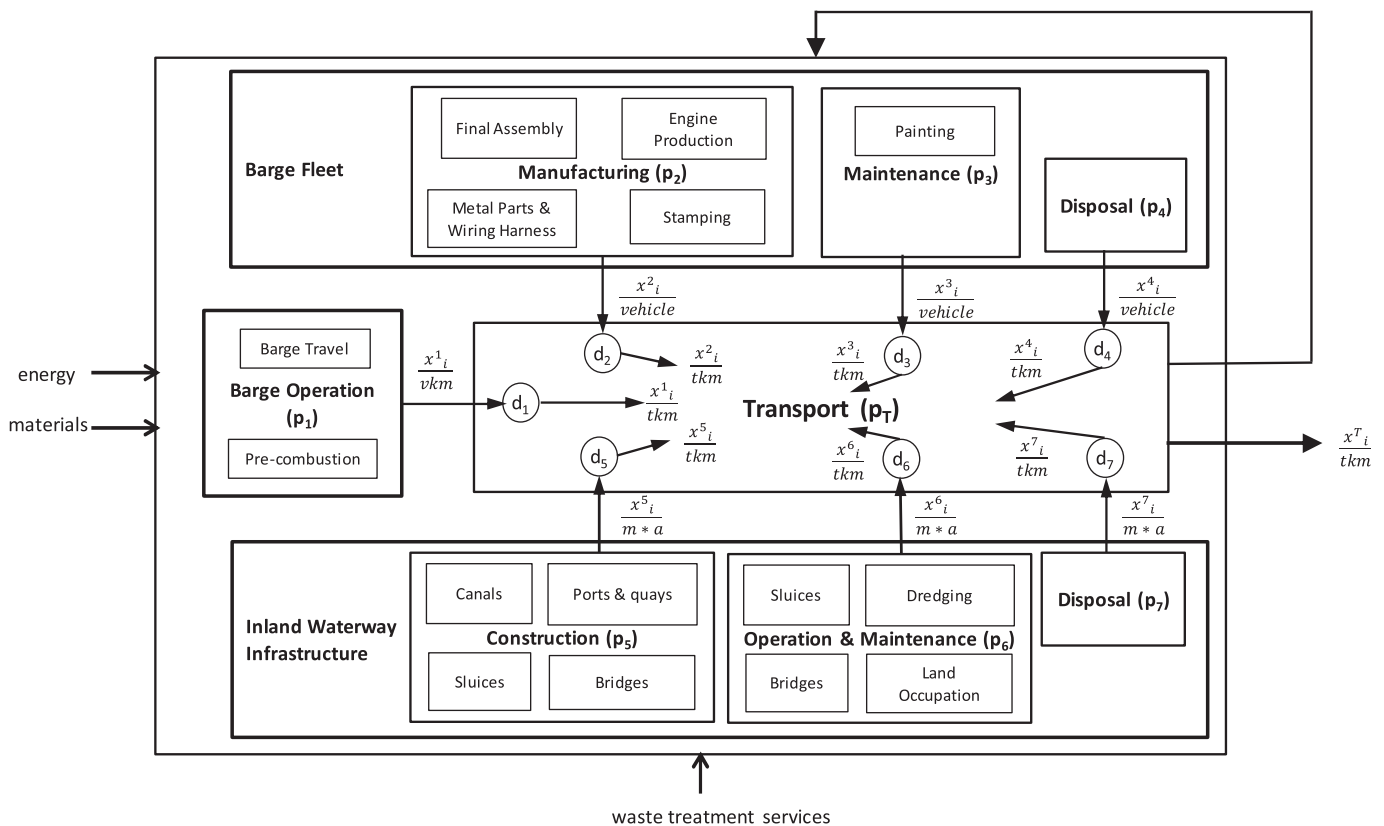 Final Assembly
Engine
Production
Manufacturing (p₂)
Metal Parts &
Wiring Harness
Stamping
Barge Fleet
Painting
Maintenance (p₃)
Disposal (p₄)
x²ᵢ / vehicle
x³ᵢ / vehicle
x⁴ᵢ / vehicle
energy
materials
Barge Travel
Barge Operation
(p₁)
Pre-combustion
x¹ᵢ / vkm
d₂
x²ᵢ / tkm
d₁
x¹ᵢ / tkm
d₅
x⁵ᵢ / tkm
x³ᵢ / tkm
d₃
x⁴ᵢ / tkm
d₄
Transport (p_T)
x⁶ᵢ / tkm
d₆
x⁷ᵢ / tkm
d₇
xᵀᵢ / tkm
x⁵ᵢ / m * a
x⁶ᵢ / m * a
x⁷ᵢ / m * a
Inland Waterway
Infrastructure
Canals
Ports & quays
Construction (p₅)
Sluices
Bridges
Sluices
Dredging
Operation & Maintenance (p₆)
Bridges
Land
Occupation
Disposal (p₇)
waste treatment services